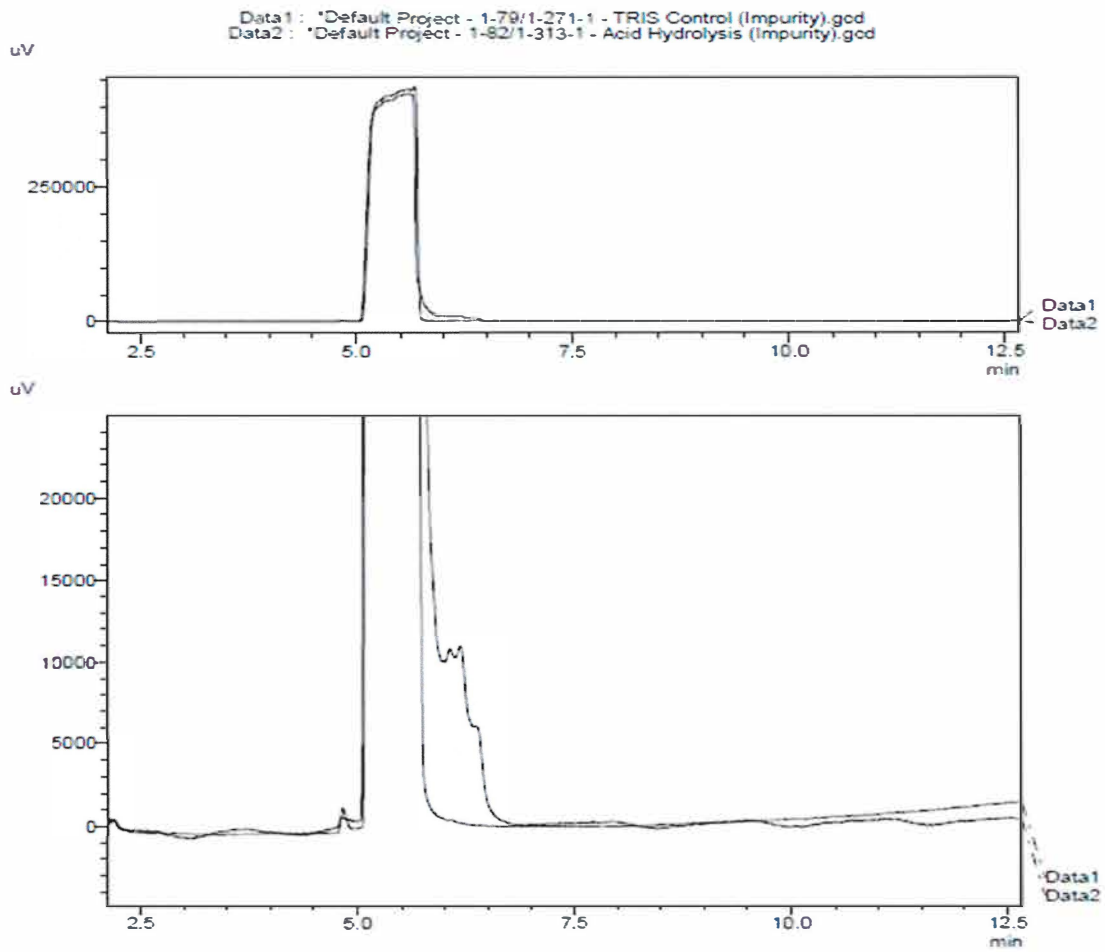 Data1 : *Default Project - 1-79/1-271-1 - TRIS Control (Impurity).gcd
Data2 : *Default Project - 1-82/1-313-1 - Acid Hydrolysis (Impurity).gcd
uV
250000
0
Data1
Data2
2.5 5.0 7.5 10.0 12.5
min
uV
20000
15000
10000
5000
0
Data1
Data2
2.5 5.0 7.5 10.0 12.5
min